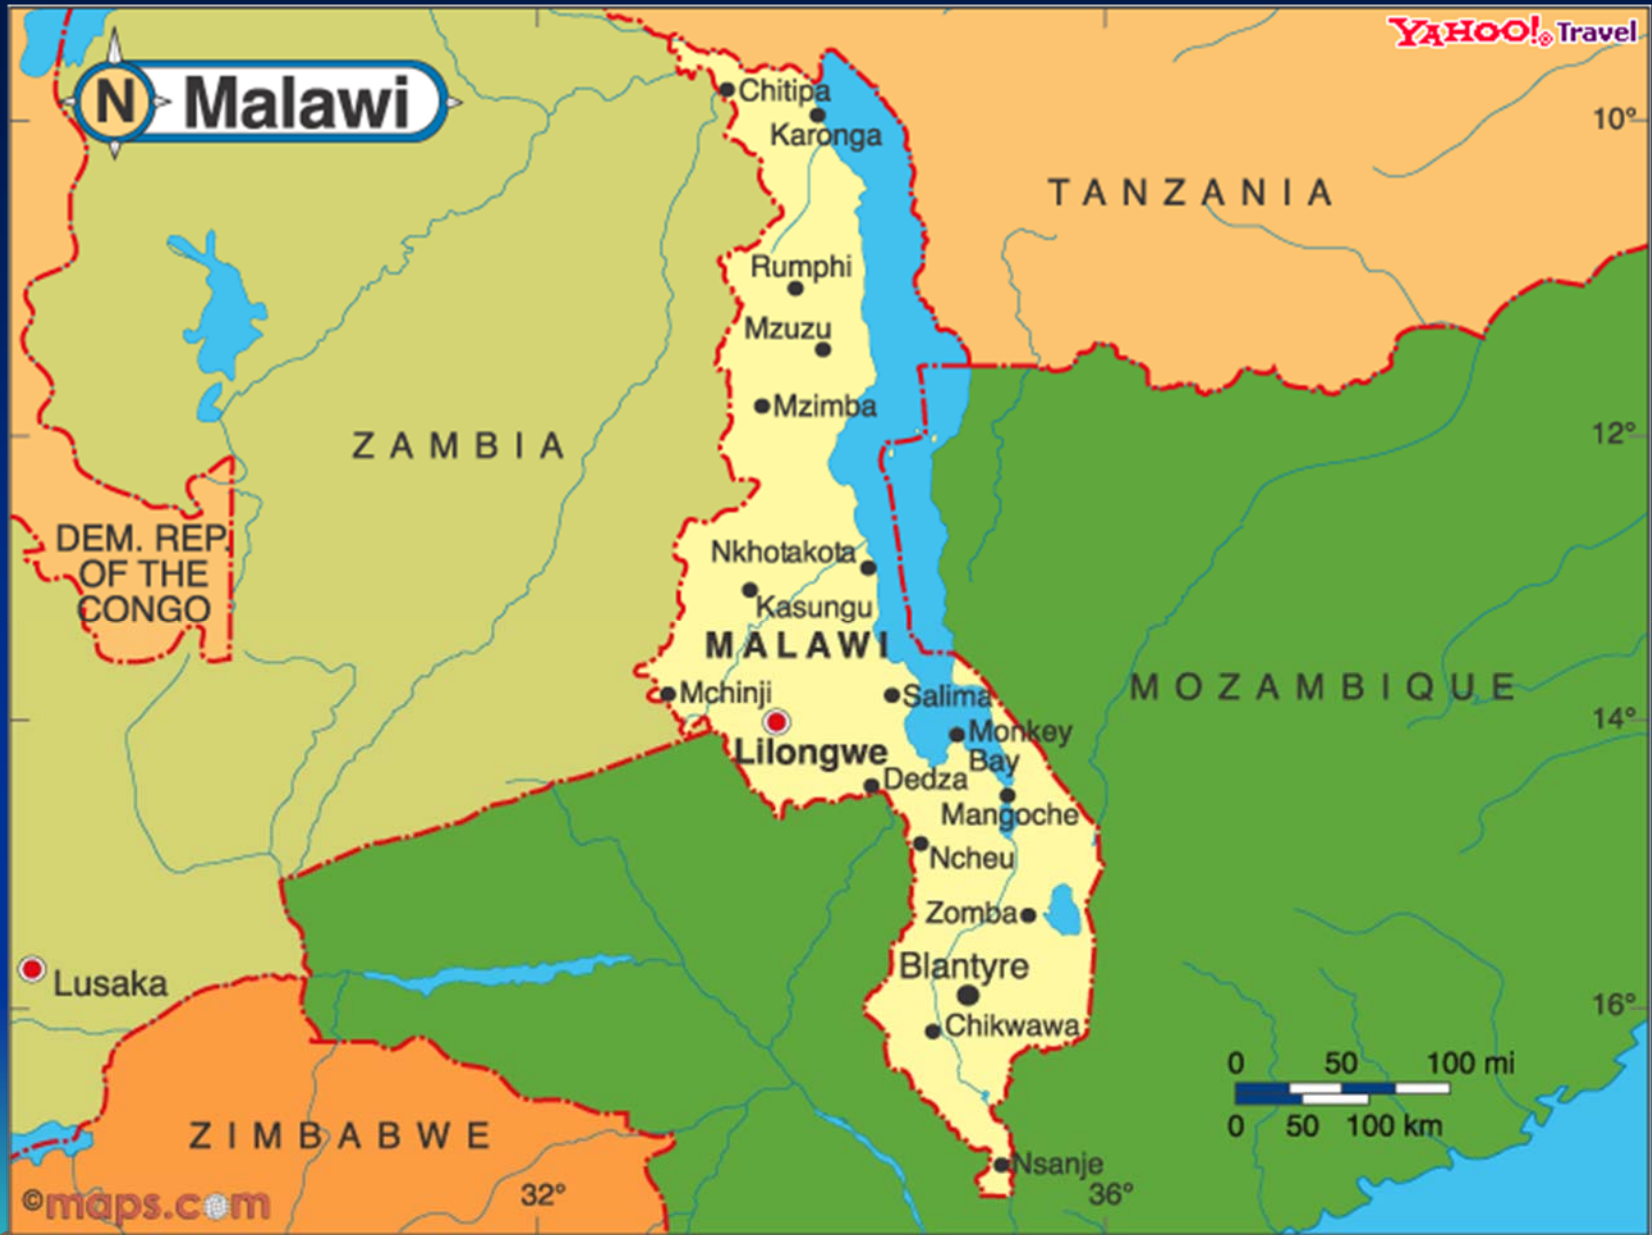 YAHOO! Travel
N Malawi
Chitipa
Karonga
10°
TANZANIA
Rumphi
Mzuzu
Mzimba
ZAMBIA
12°
DEM. REP.
OF THE
CONGO
Nkhotakota
Kasungu
MALAWI
Mchinji
Salima
MOZAMBIQUE
14°
Lilongwe
Monkey
Bay
Dedza
Mangoche
Ncheu
Zomba
Blantyre
Lusaka
16°
Chikwawa
0 50 100 mi
0 50 100 km
ZIMBABWE
Nsanje
32°
36°
©maps.com